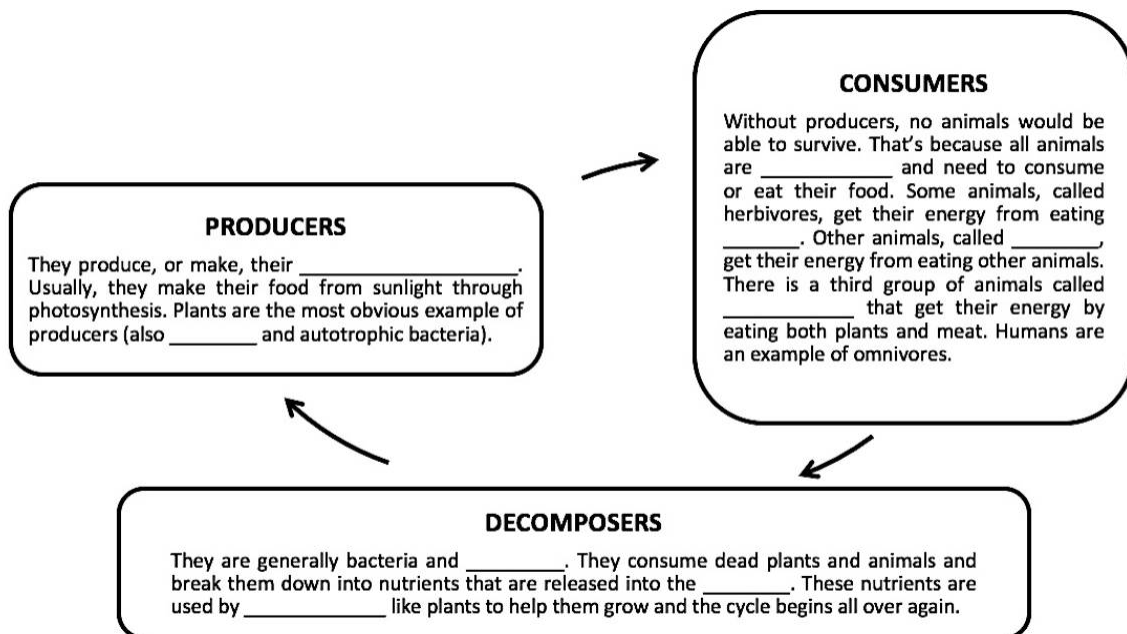 PRODUCERS
They produce, or make, their ____________________.
Usually, they make their food from sunlight through
photosynthesis. Plants are the most obvious example of
producers (also ________ and autotrophic bacteria).
CONSUMERS
Without producers, no animals would be
able to survive. That's because all animals
are ____________ and need to consume
or eat their food. Some animals, called
herbivores, get their energy from eating
_______. Other animals, called ________,
get their energy from eating other animals.
There is a third group of animals called
____________ that get their energy by
eating both plants and meat. Humans are
an example of omnivores.
DECOMPOSERS
They are generally bacteria and _________. They consume dead plants and animals and
break them down into nutrients that are released into the ________. These nutrients are
used by _____________ like plants to help them grow and the cycle begins all over again.